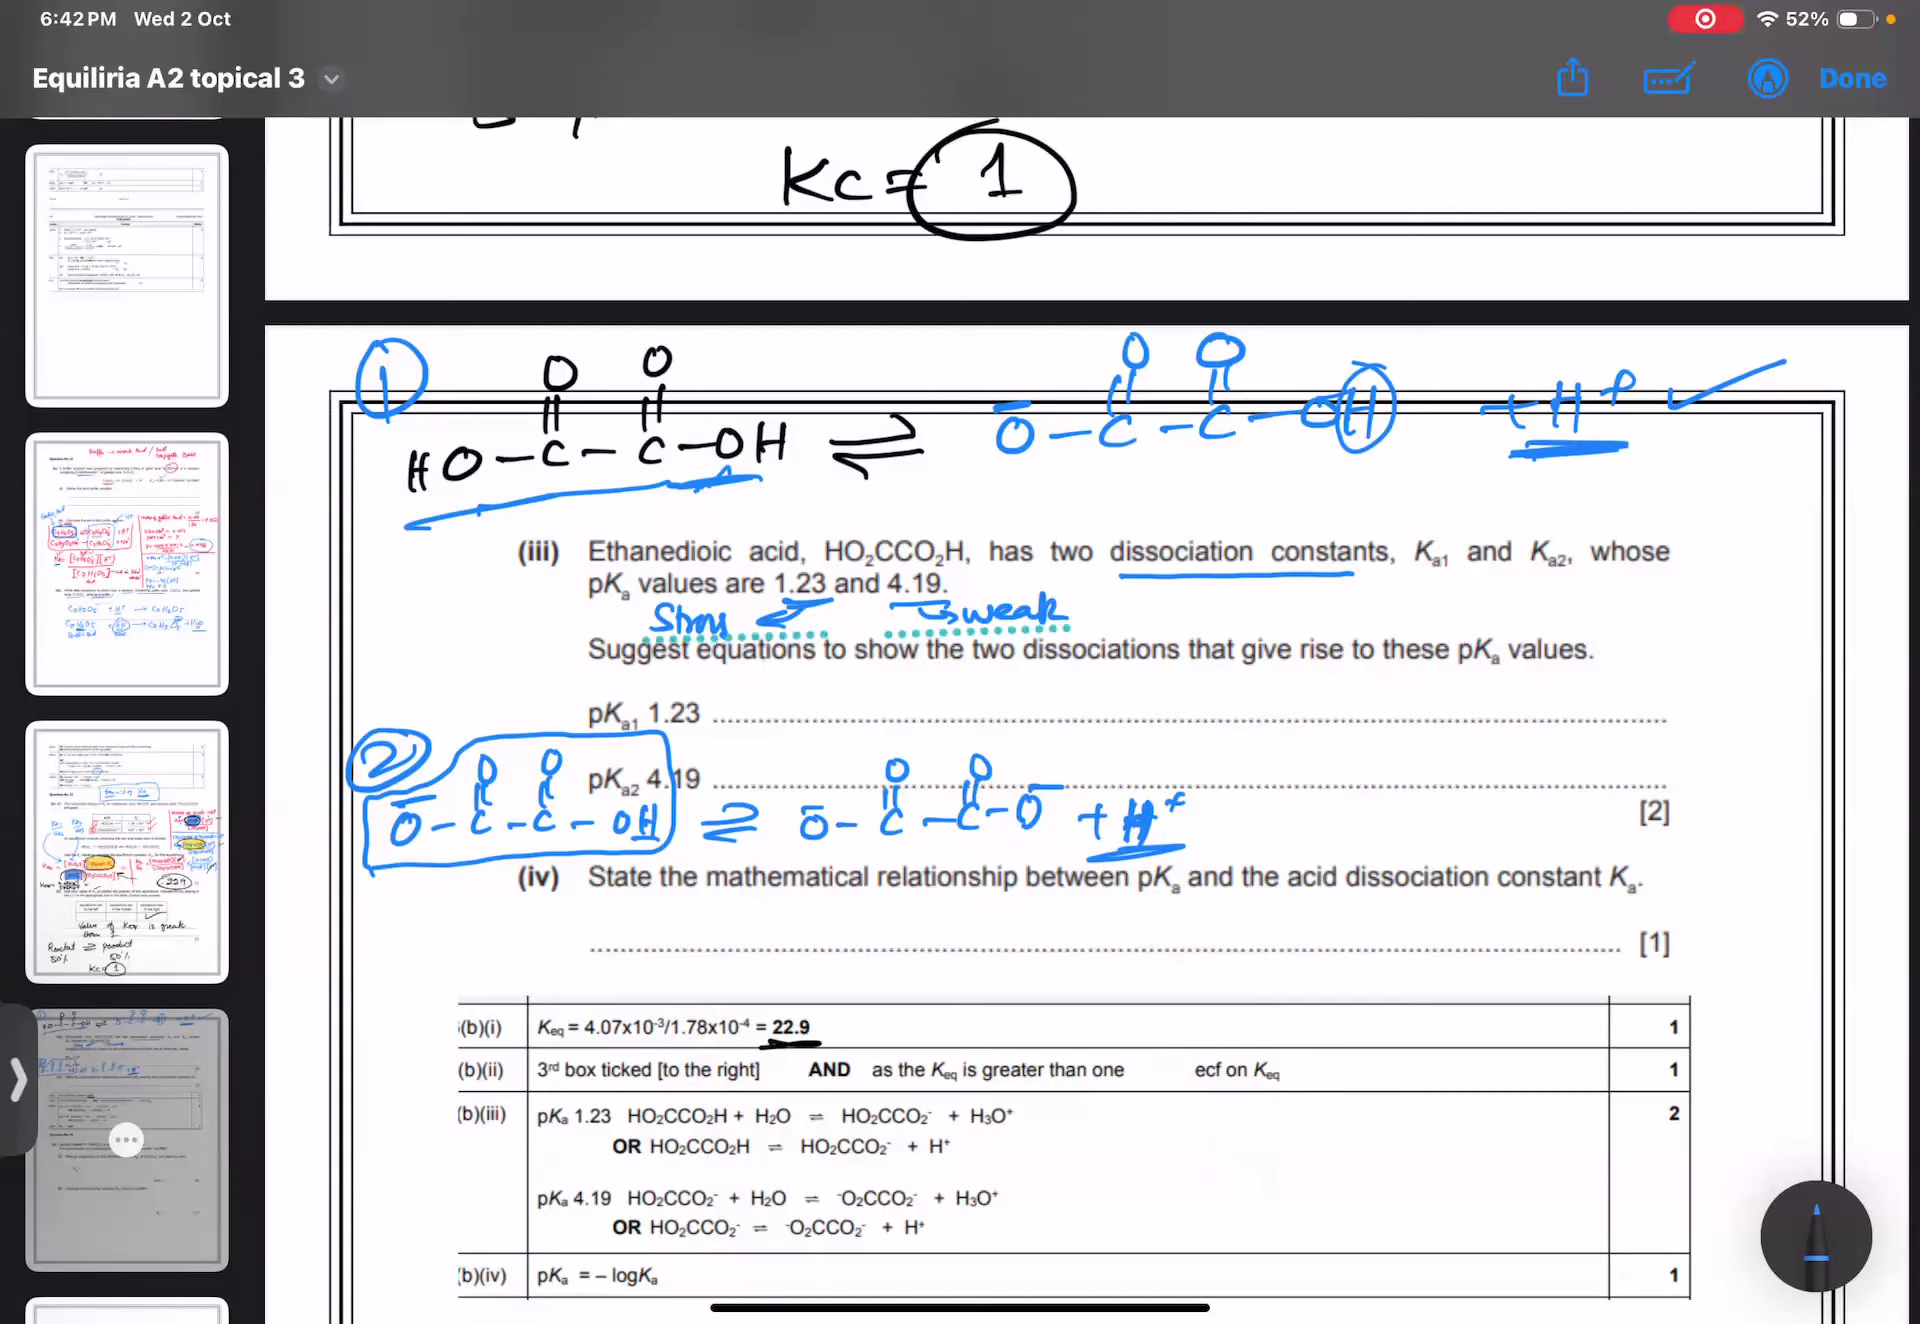 6:42 PM Wed 2 Oct
52%
Equiliria A2 topical 3
Done
Kc = 1
1
O O O O
HO – C – C – OH ⇌ ⁻O – C – C – OH + H⁺ ✓
(iii) Ethanedioic acid, HO₂CCO₂H, has two dissociation constants, Kₐ₁ and Kₐ₂, whose
pKₐ values are 1.23 and 4.19.
weak
Suggest equations to show the two dissociations that give rise to these pKₐ values.
pKₐ₁ 1.23
2
O O O O
pKₐ₂ 4.19
⁻O – C – C – OH ⇌ ⁻O – C – C – O⁻ + H⁺
[2]
(iv) State the mathematical relationship between pKₐ and the acid dissociation constant Kₐ.
[1]
(b)(i) Keq = 4.07x10⁻³/1.78x10⁻⁴ = 22.9 1
(b)(ii) 3rd box ticked [to the right] AND as the Keq is greater than one ecf on Keq 1
(b)(iii) pKₐ 1.23 HO₂CCO₂H + H₂O ⇌ HO₂CCO₂⁻ + H₃O⁺ 2
OR HO₂CCO₂H ⇌ HO₂CCO₂⁻ + H⁺
pKₐ 4.19 HO₂CCO₂⁻ + H₂O ⇌ ⁻O₂CCO₂⁻ + H₃O⁺
OR HO₂CCO₂⁻ ⇌ ⁻O₂CCO₂⁻ + H⁺
(b)(iv) pKₐ = – logKₐ 1